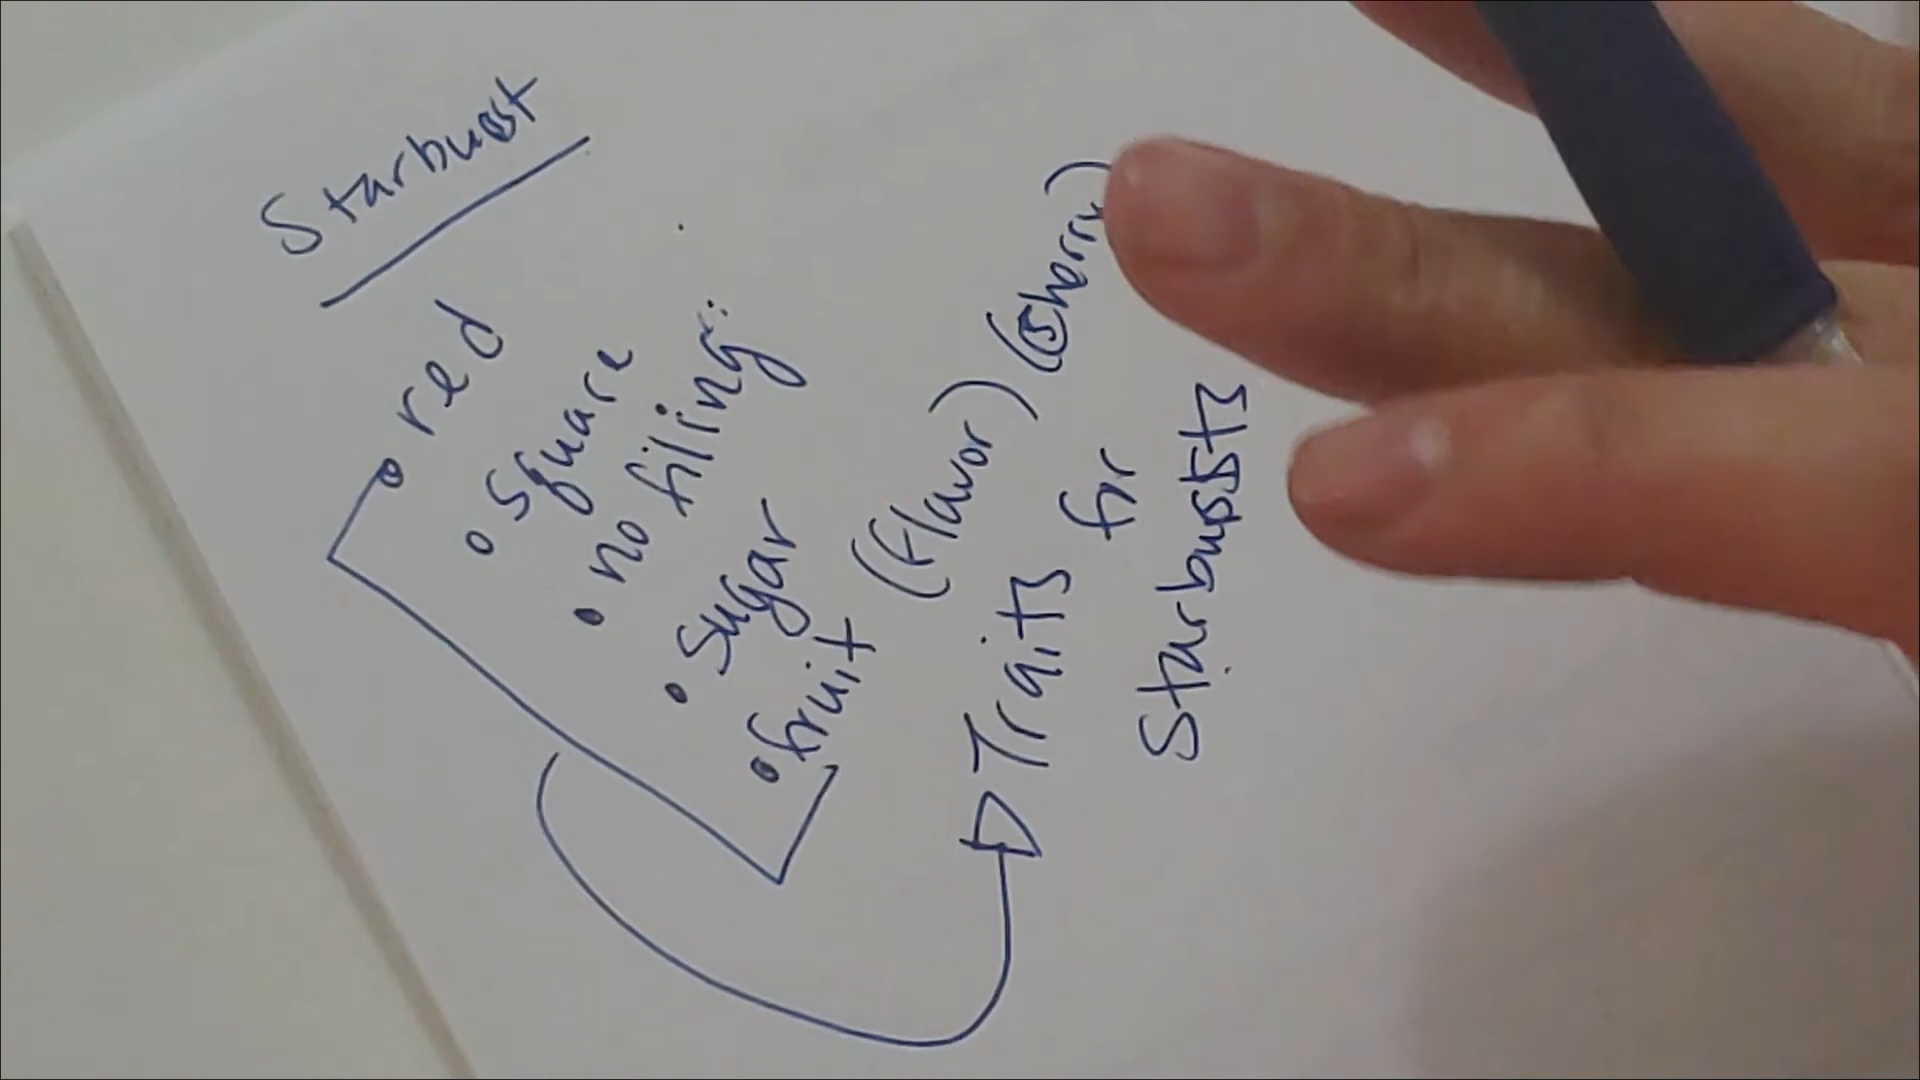 Starburst
• red
• square
• no filing
• sugar
• fruit (flavor) (cherry)
Traits for
Starbursts